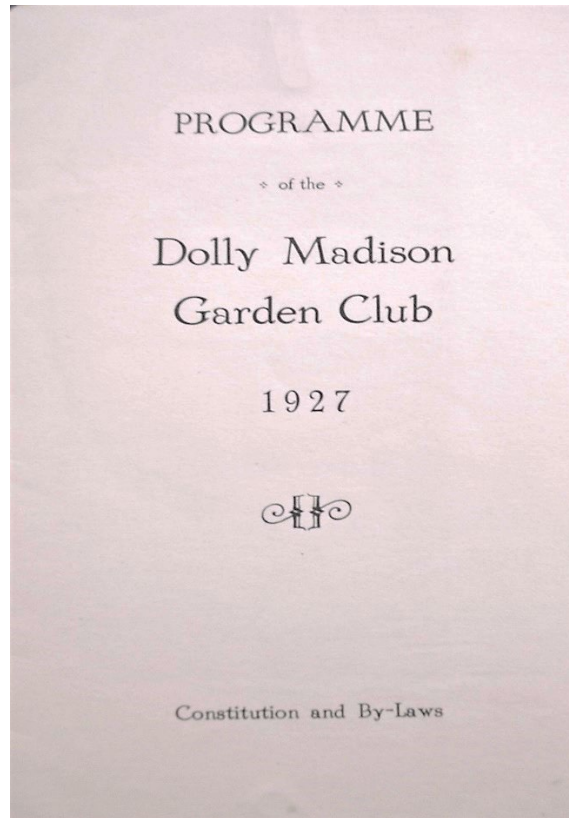 PROGRAMME
of the
Dolly Madison
Garden Club
1927
Constitution and By-Laws